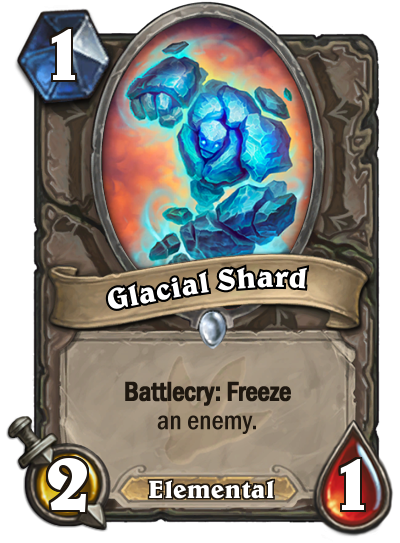 1
Glacial Shard
Battlecry: Freeze
an enemy.
2
Elemental
1